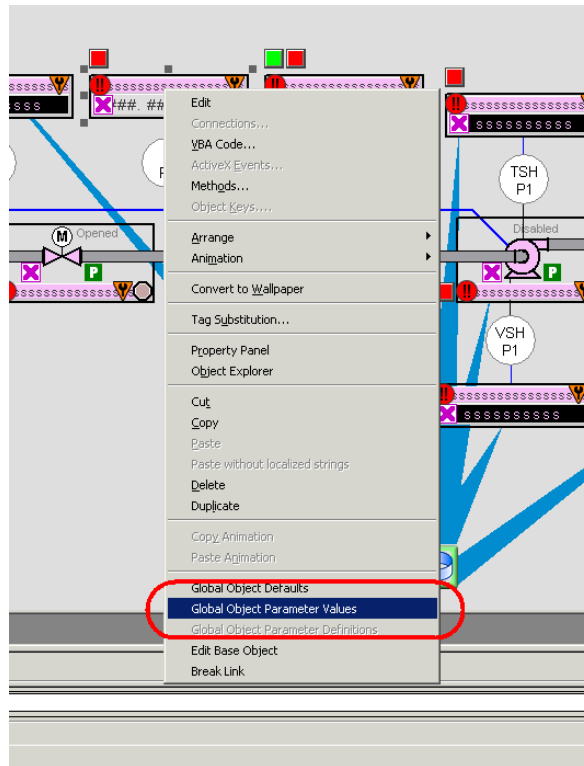 sssss
ssssssssssssss
sss
###. ##
ssssssssss
Edit
Connections...
VBA Code...
ActiveX Events...
Methods...
Object Keys....
Arrange
Animation
Convert to Wallpaper
Tag Substitution...
Property Panel
Object Explorer
Cut
Copy
Paste
Paste without localized strings
Delete
Duplicate
Copy Animation
Paste Animation
Global Object Defaults
Global Object Parameter Values
Global Object Parameter Definitions
Edit Base Object
Break Link
TSH
P1
M
Opened
P
Disabled
P
VSH
P1
ssssssssss